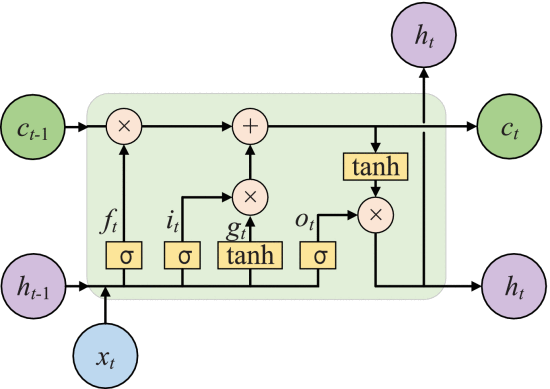 h_t
c_{t-1}
×
+
c_t
tanh
×
×
f_t
i_t
g_t
o_t
σ
σ
tanh
σ
h_{t-1}
h_t
x_t